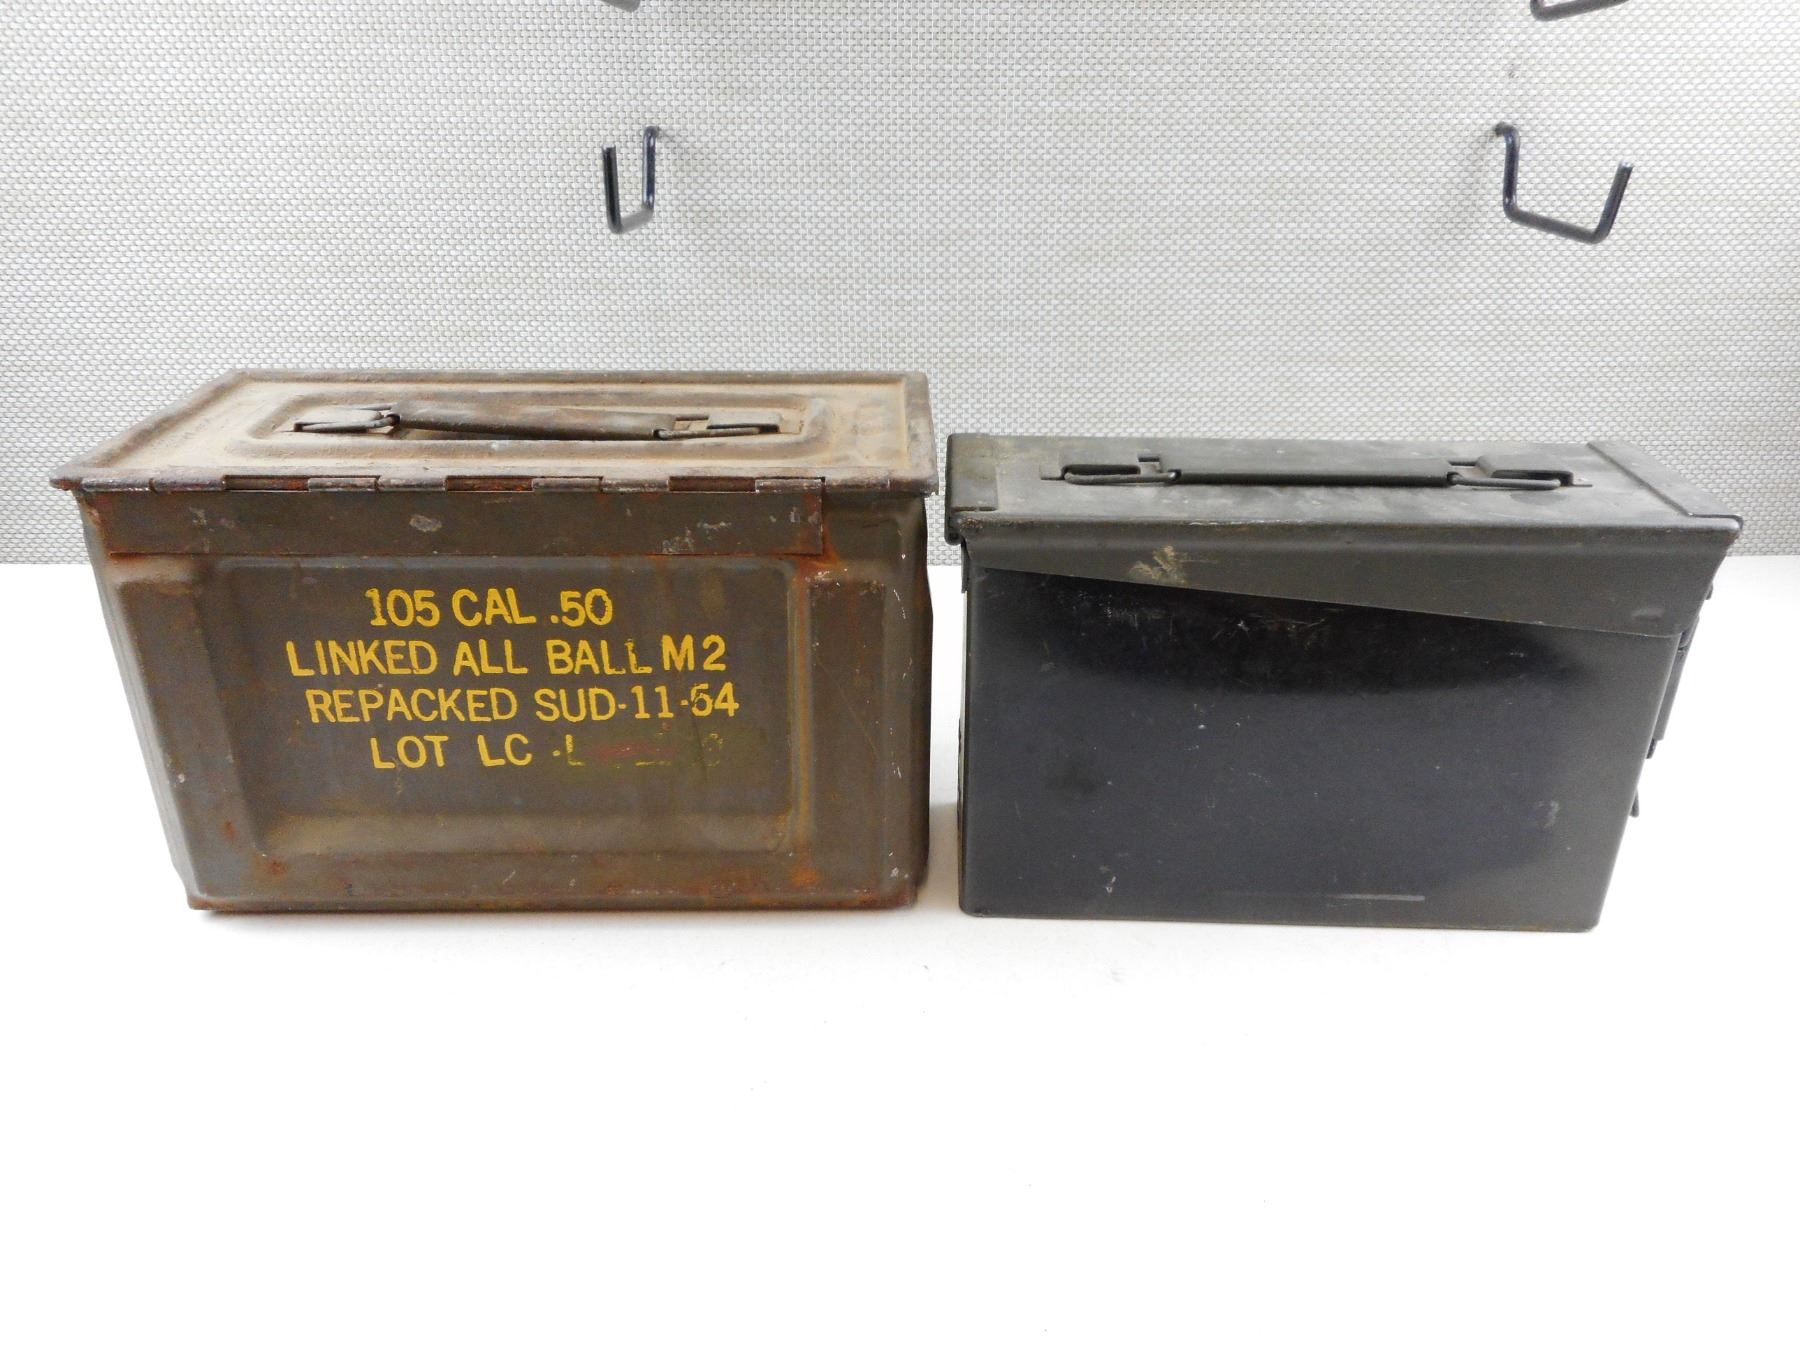 105 CAL .50
LINKED ALL BALL M2
REPACKED SUD-11-54
LOT LC